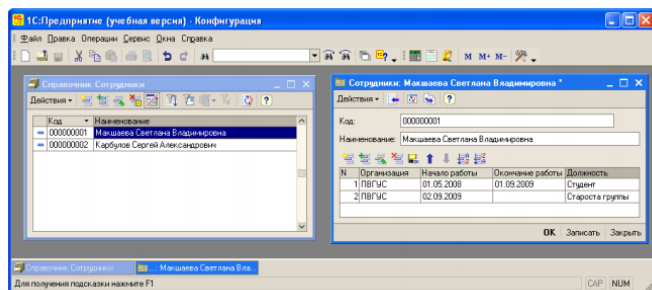 1С:Предприятие (учебная версия) - Конфигурация
Файл Правка Операции Сервис Окна Справка
M M+ M-
Справочник Сотрудники
Действия
Код Наименование
000000001 Макшаева Светлана Владимировна
000000002 Карбулов Сергей Александрович
Сотрудники: Макшаева Светлана Владимировна *
Действия
Код: 000000001
Наименование: Макшаева Светлана Владимировна
N Организация Начало работы Окончание работы Должность
1 ПВГУС 01.05.2008 01.09.2009 Студент
2 ПВГУС 02.09.2009 Староста группы
OK Записать Закрыть
Справочник Сотрудники ...: Макшаева Светлана Вла...
Для получения подсказки нажмите F1 CAP NUM